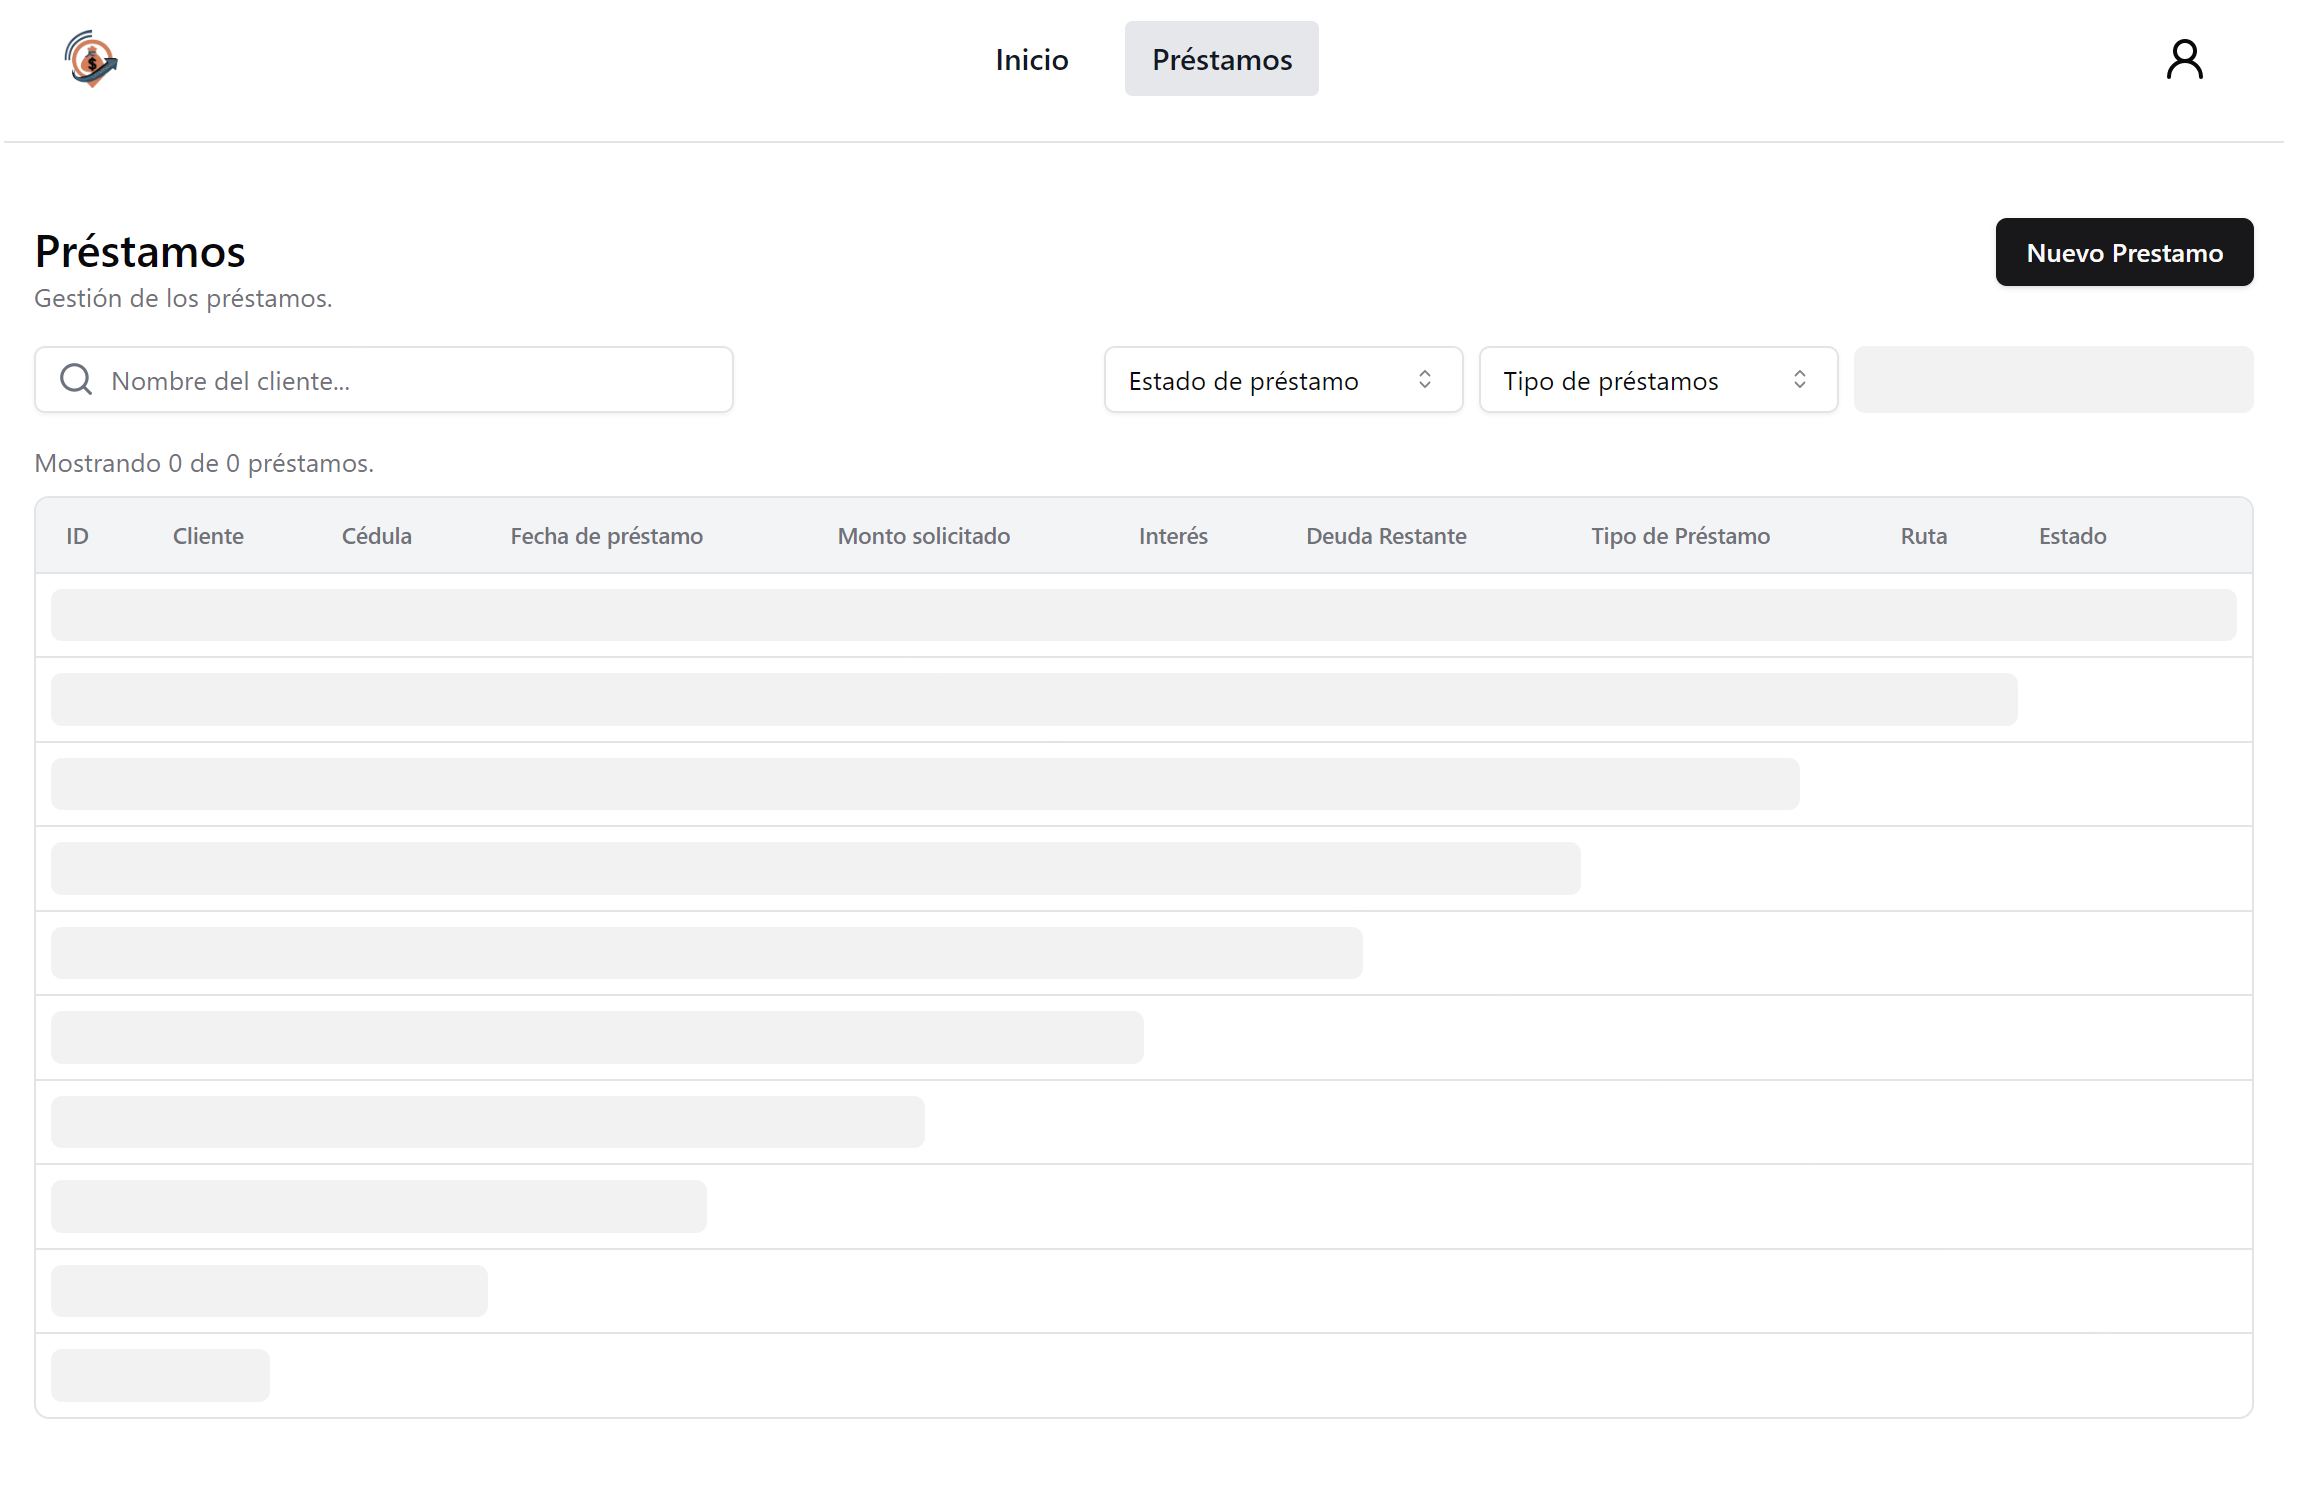 $
Inicio
Préstamos
Préstamos
Gestión de los préstamos.
Nuevo Prestamo
Nombre del cliente...
Estado de préstamo
Tipo de préstamos
Mostrando 0 de 0 préstamos.
ID Cliente Cédula Fecha de préstamo Monto solicitado Interés Deuda Restante Tipo de Préstamo Ruta Estado